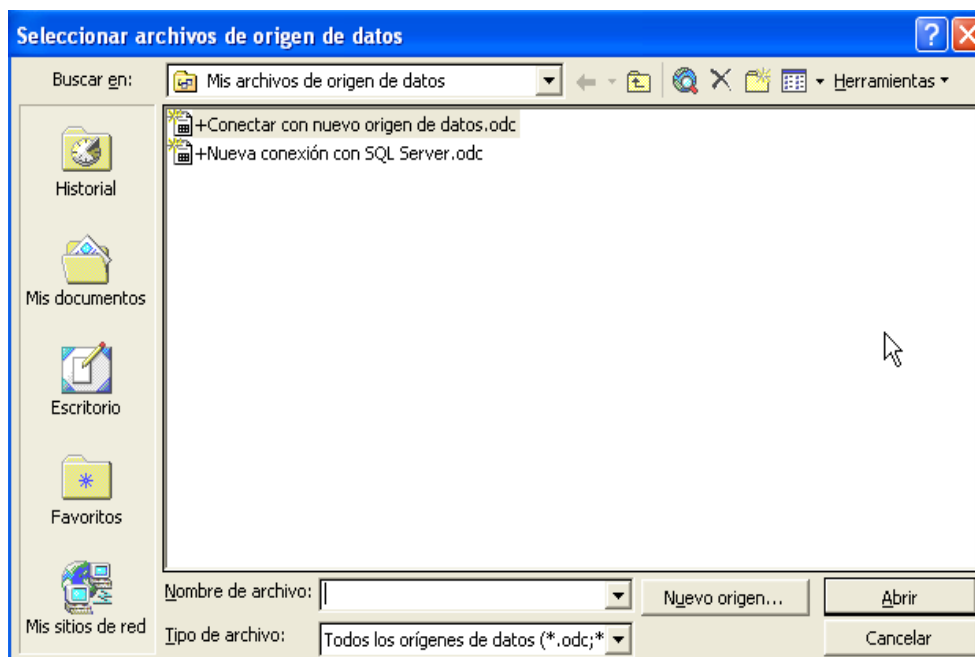 Seleccionar archivos de origen de datos
Buscar en: Mis archivos de origen de datos Herramientas
+Conectar con nuevo origen de datos.odc
+Nueva conexión con SQL Server.odc
Historial
Mis documentos
Escritorio
Favoritos
Mis sitios de red
Nombre de archivo: Nuevo origen... Abrir
Tipo de archivo: Todos los orígenes de datos (*.odc;* Cancelar